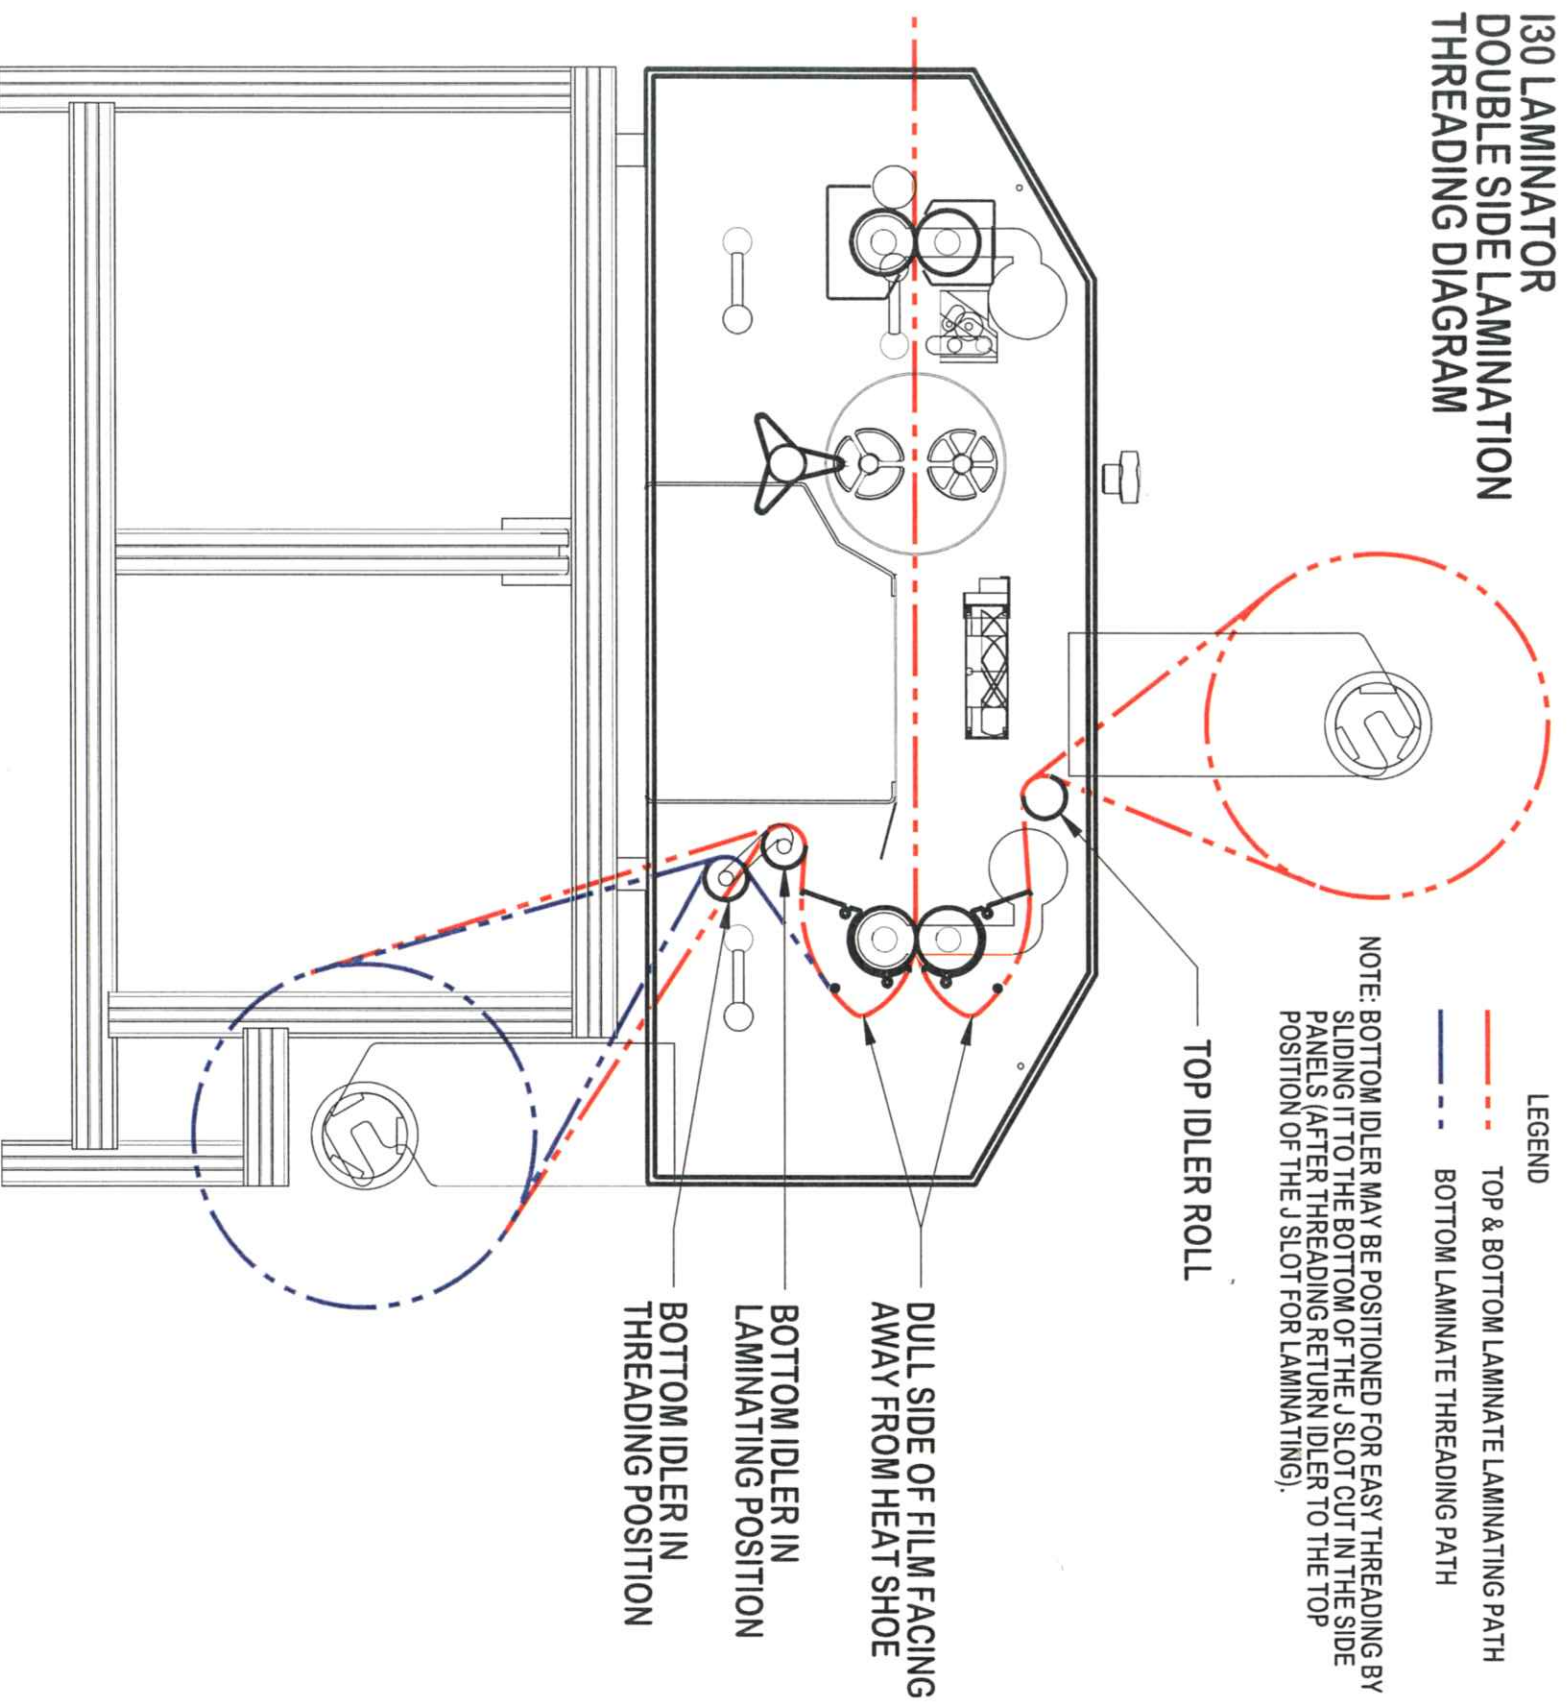 I30 LAMINATOR
DOUBLE SIDE LAMINATION
THREADING DIAGRAM
LEGEND
TOP & BOTTOM LAMINATE LAMINATING PATH
BOTTOM LAMINATE THREADING PATH
NOTE: BOTTOM IDLER MAY BE POSITIONED FOR EASY THREADING BY
SLIDING IT TO THE BOTTOM OF THE J SLOT CUT IN THE SIDE
PANELS (AFTER THREADING RETURN IDLER TO THE TOP
POSITION OF THE J SLOT FOR LAMINATING).
TOP IDLER ROLL
DULL SIDE OF FILM FACING
AWAY FROM HEAT SHOE
BOTTOM IDLER IN
LAMINATING POSITION
BOTTOM IDLER IN
THREADING POSITION